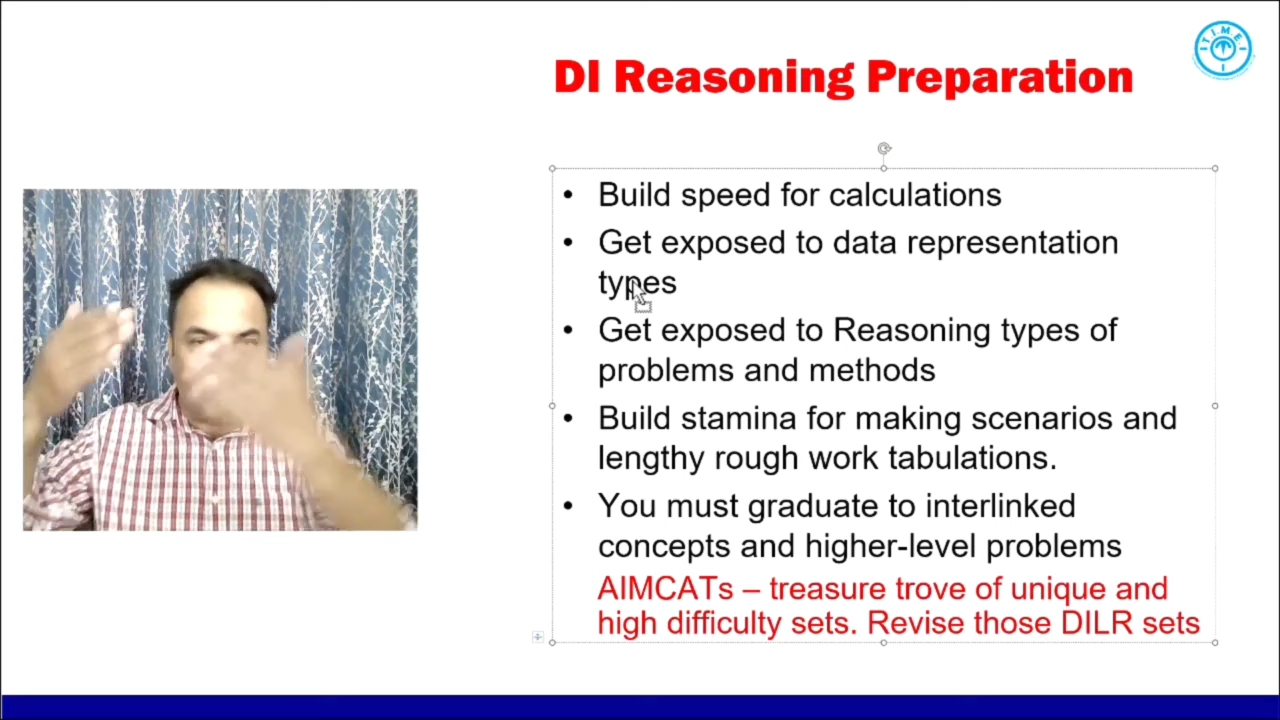 T.I.M.E.
DI Reasoning Preparation
• Build speed for calculations
• Get exposed to data representation
types
• Get exposed to Reasoning types of
problems and methods
• Build stamina for making scenarios and
lengthy rough work tabulations.
• You must graduate to interlinked
concepts and higher-level problems
AIMCATs – treasure trove of unique and
high difficulty sets. Revise those DILR sets